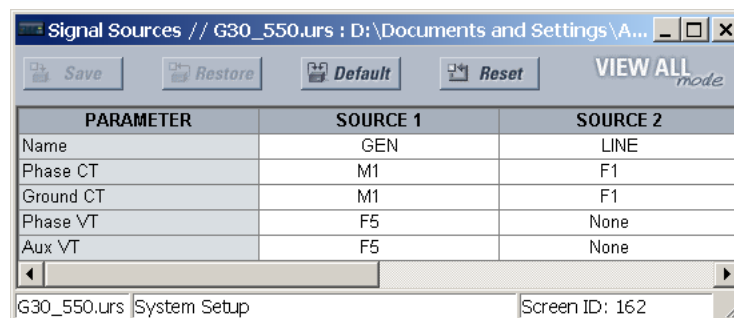 Signal Sources // G30_550.urs : D:\Documents and Settings\A...
Save Restore Default Reset VIEW ALL mode
PARAMETER SOURCE 1 SOURCE 2
Name GEN LINE
Phase CT M1 F1
Ground CT M1 F1
Phase VT F5 None
Aux VT F5 None
G30_550.urs System Setup Screen ID: 162